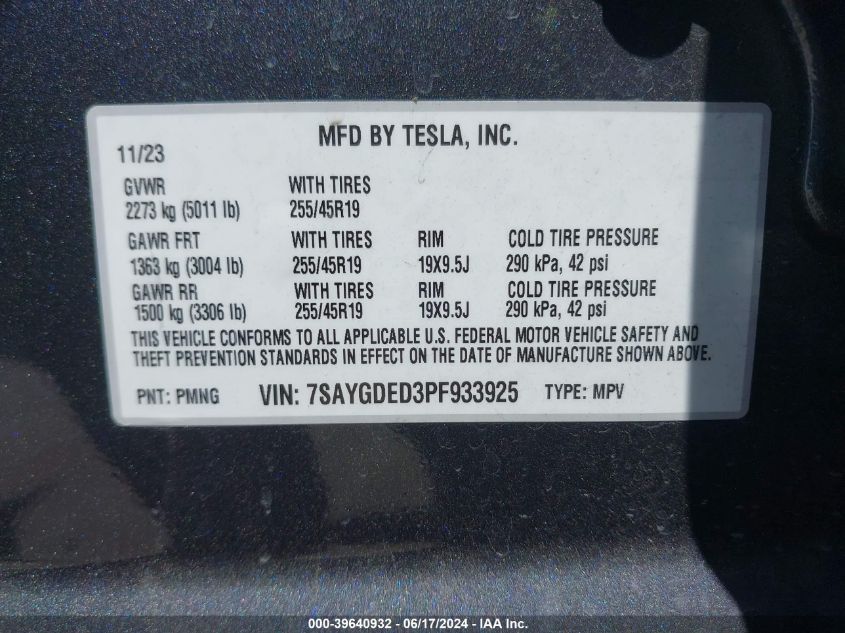 MFD BY TESLA, INC.
11/23
GVWR WITH TIRES
2273 kg (5011 lb) 255/45R19
GAWR FRT WITH TIRES RIM COLD TIRE PRESSURE
1363 kg (3004 lb) 255/45R19 19X9.5J 290 kPa, 42 psi
GAWR RR WITH TIRES RIM COLD TIRE PRESSURE
1500 kg (3306 lb) 255/45R19 19X9.5J 290 kPa, 42 psi
THIS VEHICLE CONFORMS TO ALL APPLICABLE U.S. FEDERAL MOTOR VEHICLE SAFETY AND
THEFT PREVENTION STANDARDS IN EFFECT ON THE DATE OF MANUFACTURE SHOWN ABOVE.
PNT: PMNG VIN: 7SAYGDED3PF933925 TYPE: MPV
000-39640932 - 06/17/2024 - IAA Inc.